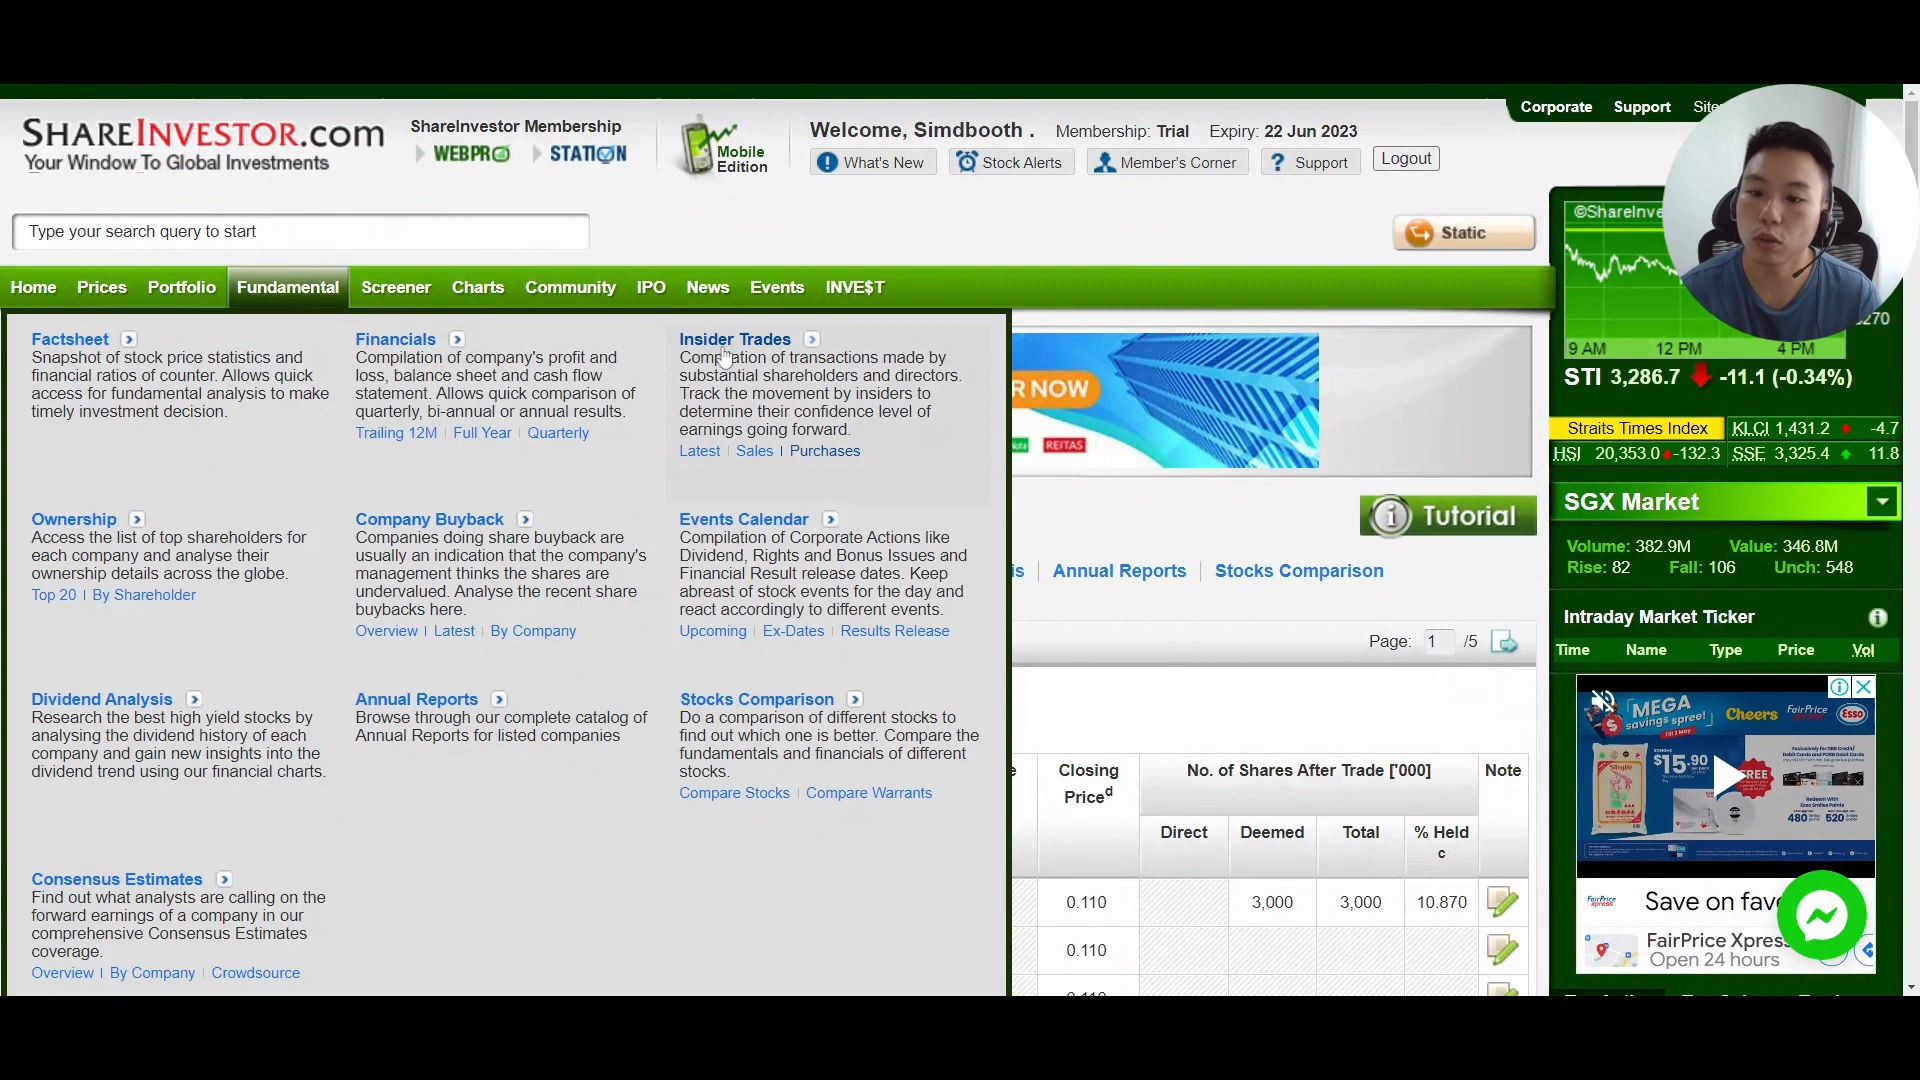 SHAREINVESTOR.com
Your Window To Global Investments
ShareInvestor Membership
WEBPRO
STATION
Mobile
Edition
Welcome, Simdbooth . Membership: Trial Expiry: 22 Jun 2023
What's New
Stock Alerts
Member's Corner
? Support
Logout
Corporate Support
Type your search query to start
Static
Home Prices Portfolio Fundamental Screener Charts Community IPO News Events INVE$T
Factsheet
Snapshot of stock price statistics and
financial ratios of counter. Allows quick
access for fundamental analysis to make
timely investment decision.
Financials
Compilation of company's profit and
loss, balance sheet and cash flow
statement. Allows quick comparison of
quarterly, bi-annual or annual results.
Trailing 12M | Full Year | Quarterly
Insider Trades
Compilation of transactions made by
substantial shareholders and directors.
Track the movement by insiders to
determine their confidence level of
earnings going forward.
Latest | Sales | Purchases
Ownership
Access the list of top shareholders for
each company and analyse their
ownership details across the globe.
Top 20 | By Shareholder
Company Buyback
Companies doing share buyback are
usually an indication that the company's
management thinks the shares are
undervalued. Analyse the recent share
buybacks here.
Overview | Latest | By Company
Events Calendar
Compilation of Corporate Actions like
Dividend, Rights and Bonus Issues and
Financial Result release dates. Keep
abreast of stock events for the day and
react accordingly to different events.
Upcoming | Ex-Dates | Results Release
Dividend Analysis
Research the best high yield stocks by
analysing the dividend history of each
company and gain new insights into the
dividend trend using our financial charts.
Annual Reports
Browse through our complete catalog of
Annual Reports for listed companies
Stocks Comparison
Do a comparison of different stocks to
find out which one is better. Compare the
fundamentals and financials of different
stocks.
Compare Stocks | Compare Warrants
Consensus Estimates
Find out what analysts are calling on the
forward earnings of a company in our
comprehensive Consensus Estimates
coverage.
Overview | By Company | Crowdsource
R NOW
REITAS
Tutorial
is | Annual Reports | Stocks Comparison
Page: 1 /5
Closing
Price d
No. of Shares After Trade ['000]
Note
Direct Deemed Total % Held
c
0.110 3,000 3,000 10.870
0.110
©ShareInve
270
9 AM 12 PM 4 PM
STI 3,286.7 -11.1 (-0.34%)
Straits Times Index KLCI 1,431.2 -4.7
HSI 20,353.0 -132.3 SSE 3,325.4 11.8
SGX Market
Volume: 382.9M Value: 346.8M
Rise: 82 Fall: 106 Unch: 548
Intraday Market Ticker
Time Name Type Price Vol
MEGA
savings spree!
Cheers FairPrice Xpress Esso
$15.90
FREE
480 520
Save on fav
FairPrice Xpres
Open 24 hours